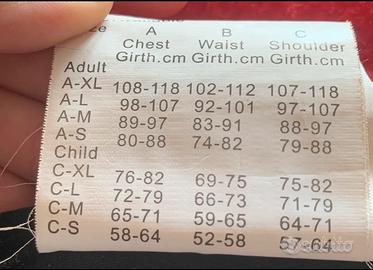 A B C
Chest Waist Shoulder
Girth.cm Girth.cm Girth.cm
Adult
A-XL 108-118 102-112 107-118
A-L 98-107 92-101 97-107
A-M 89-97 83-91 88-97
A-S 80-88 74-82 79-88
Child
C-XL 76-82 69-75 75-82
C-L 72-79 66-73 71-79
C-M 65-71 59-65 64-71
C-S 58-64 52-58 57-64